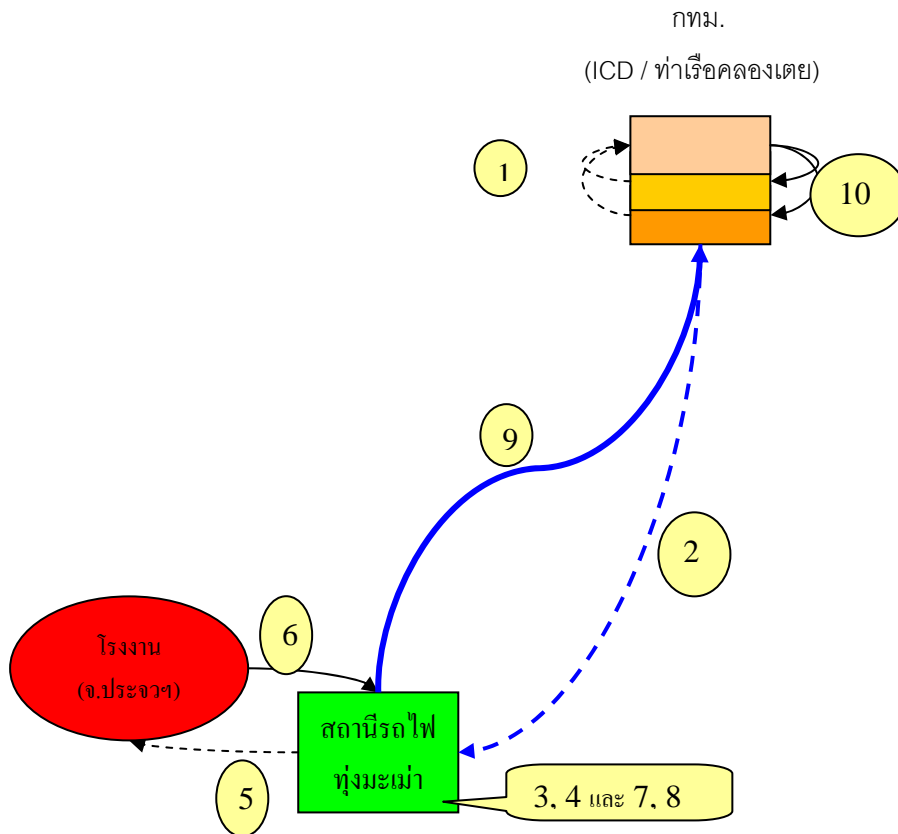 กทม.
(ICD / ท่าเรือคลองเตย)
1
10
9
2
6
โรงงาน
(จ.ประจวฯ)
สถานีรถไฟ
ทุ่งมะเม่า
5
3, 4 และ 7, 8